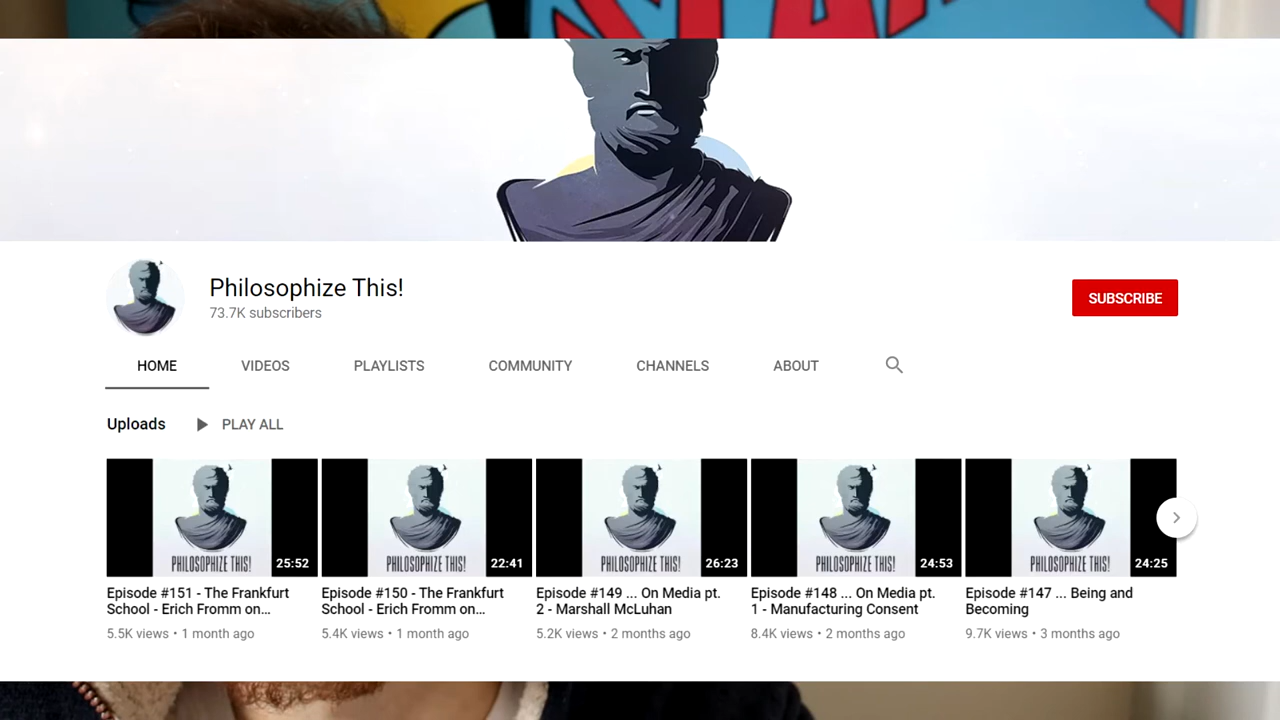 Philosophize This!
73.7K subscribers
SUBSCRIBE
HOME VIDEOS PLAYLISTS COMMUNITY CHANNELS ABOUT
Uploads PLAY ALL
PHILOSOPHIZE THIS! 25:52
PHILOSOPHIZE THIS! 22:41
PHILOSOPHIZE THIS! 26:23
PHILOSOPHIZE THIS! 24:53
PHILOSOPHIZE THIS! 24:25
Episode #151 - The Frankfurt
School - Erich Fromm on...
5.5K views • 1 month ago
Episode #150 - The Frankfurt
School - Erich Fromm on...
5.4K views • 1 month ago
Episode #149 ... On Media pt.
2 - Marshall McLuhan
5.2K views • 2 months ago
Episode #148 ... On Media pt.
1 - Manufacturing Consent
8.4K views • 2 months ago
Episode #147 ... Being and
Becoming
9.7K views • 3 months ago